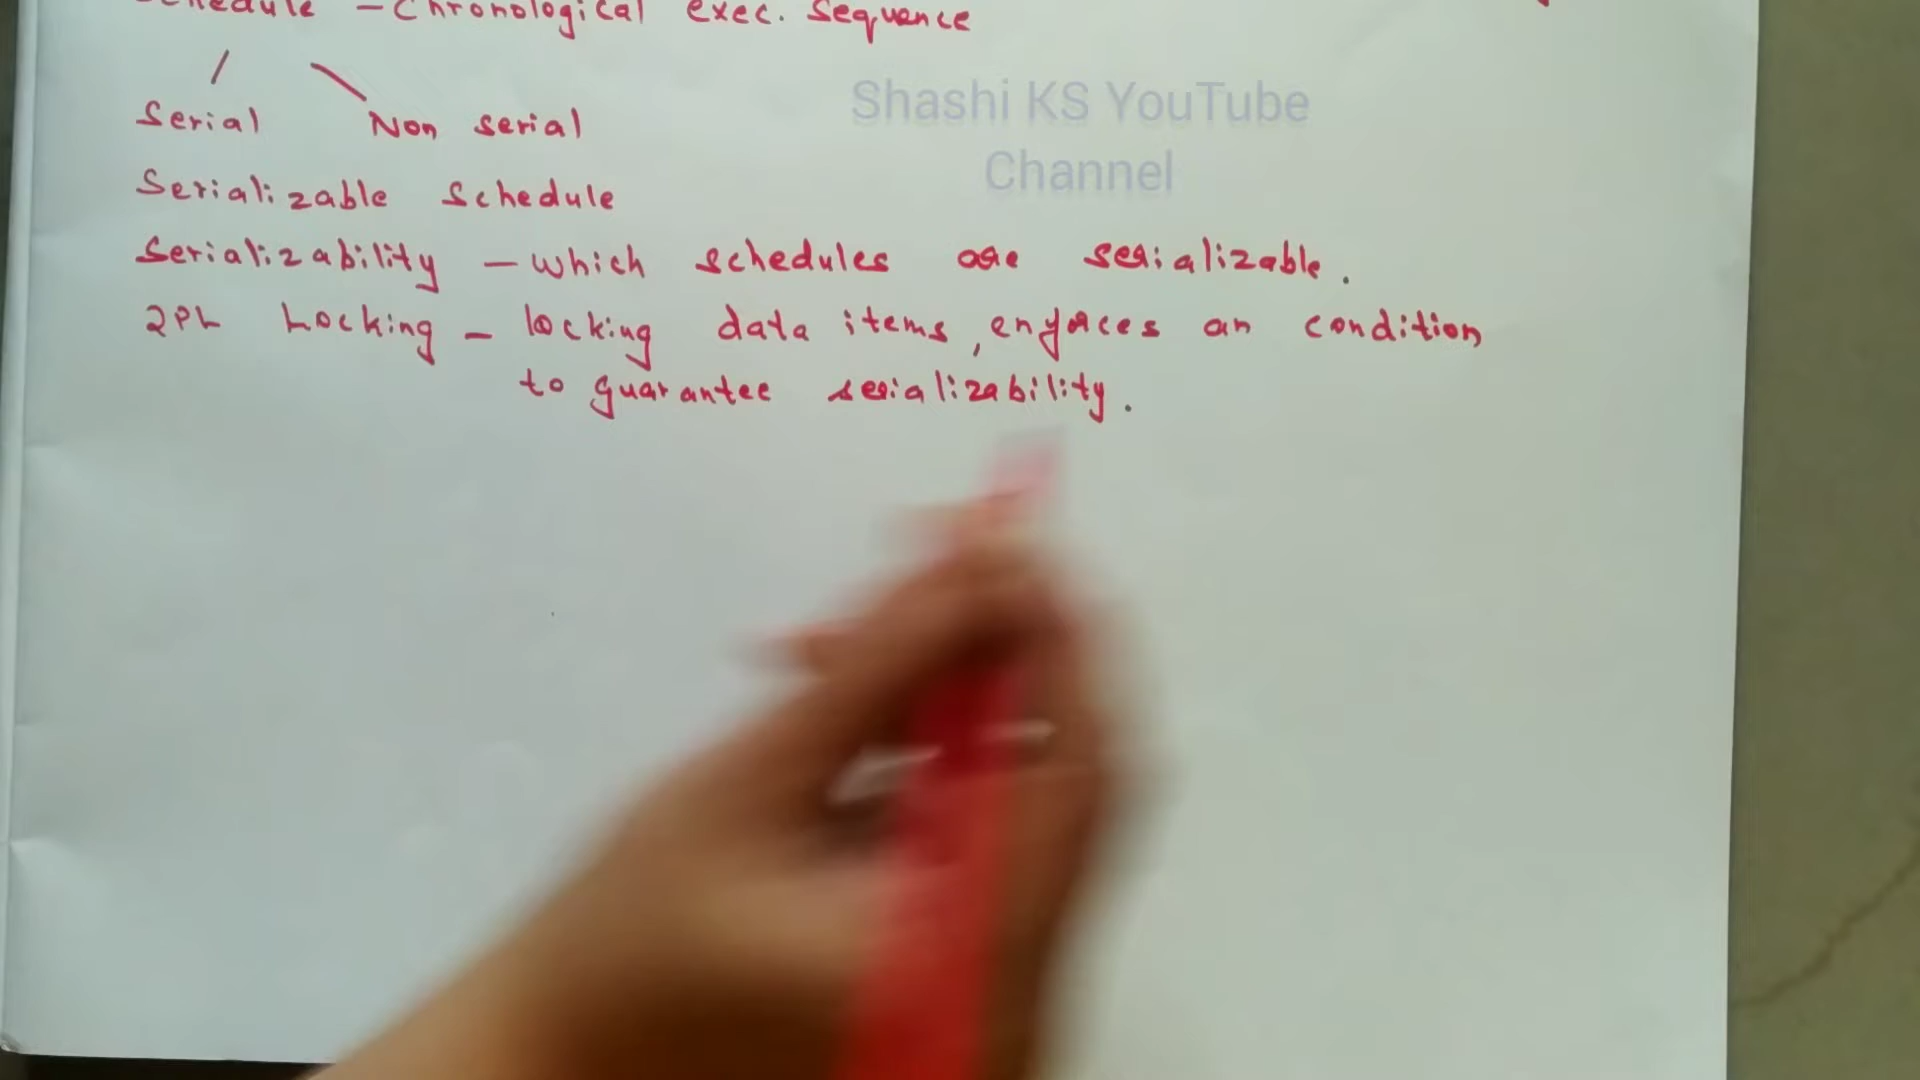 Schedule - Chronological exec. Sequence
Serial Non serial
Shashi KS YouTube
Channel
Serializable Schedule
Serializability - which schedules are serializable.
2PL Locking - locking data items, enforces an condition
to guarantee serializability.